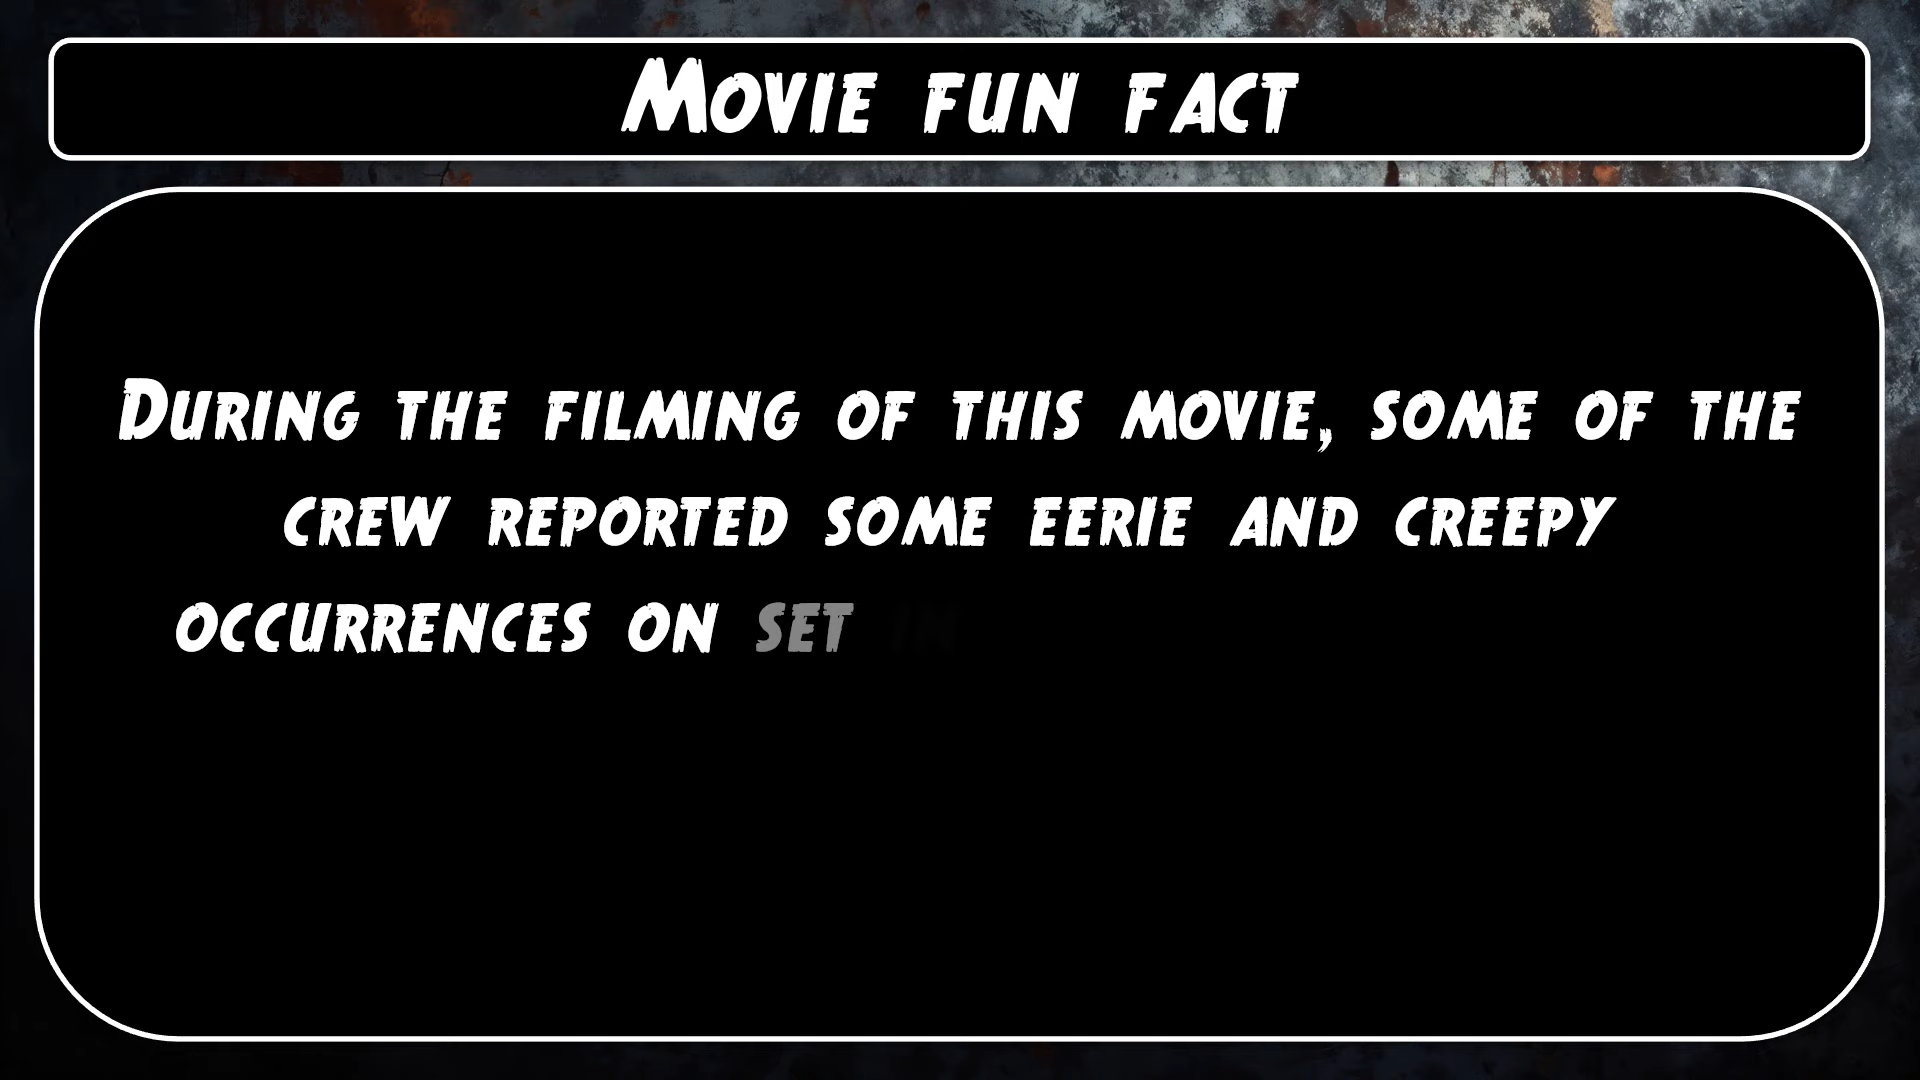 Movie fun fact
During the filming of this movie, some of the
crew reported some eerie and creepy
occurrences on set in